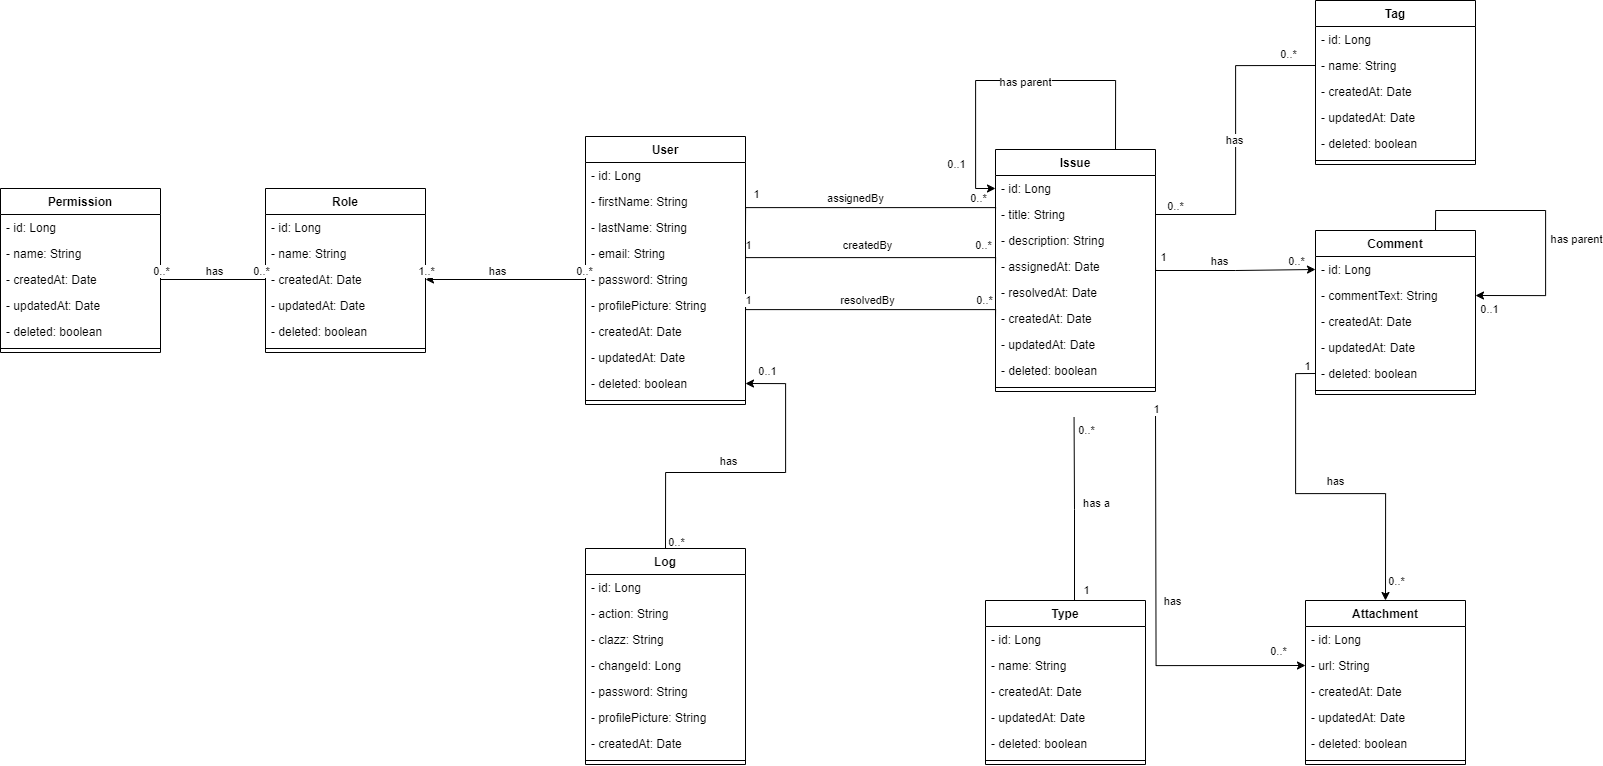 Tag
- id: Long
- name: String
- createdAt: Date
- updatedAt: Date
- deleted: boolean
0..*
has
0..*
has parent
0..1
Issue
- id: Long
- title: String
- description: String
- assignedAt: Date
- resolvedAt: Date
- createdAt: Date
- updatedAt: Date
- deleted: boolean
User
- id: Long
- firstName: String
- lastName: String
- email: String
- password: String
- profilePicture: String
- createdAt: Date
- updatedAt: Date
- deleted: boolean
1
assignedBy
0..*
1
createdBy
0..*
1
resolvedBy
0..*
Permission
- id: Long
- name: String
- createdAt: Date
- updatedAt: Date
- deleted: boolean
0..*
has
0..*
Role
- id: Long
- name: String
- createdAt: Date
- updatedAt: Date
- deleted: boolean
1..*
has
0..*
1
has
0..*
Comment
- id: Long
- commentText: String
- createdAt: Date
- updatedAt: Date
- deleted: boolean
has parent
0..1
0..1
has
0..*
Log
- id: Long
- action: String
- clazz: String
- changeId: Long
- password: String
- profilePicture: String
- createdAt: Date
0..*
has a
1
Type
- id: Long
- name: String
- createdAt: Date
- updatedAt: Date
- deleted: boolean
1
has
0..*
1
has
0..*
Attachment
- id: Long
- url: String
- createdAt: Date
- updatedAt: Date
- deleted: boolean